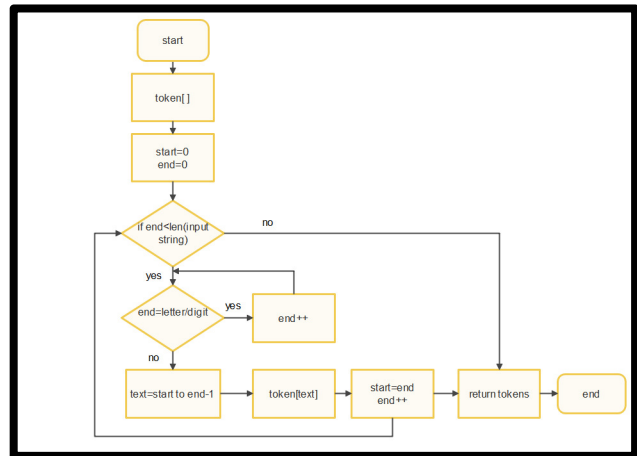 start
token[ ]
start=0
end=0
if end<len(input
string)
no
yes
end=letter/digit
yes
end++
no
text=start to end-1
token[text]
start=end
end++
return tokens
end